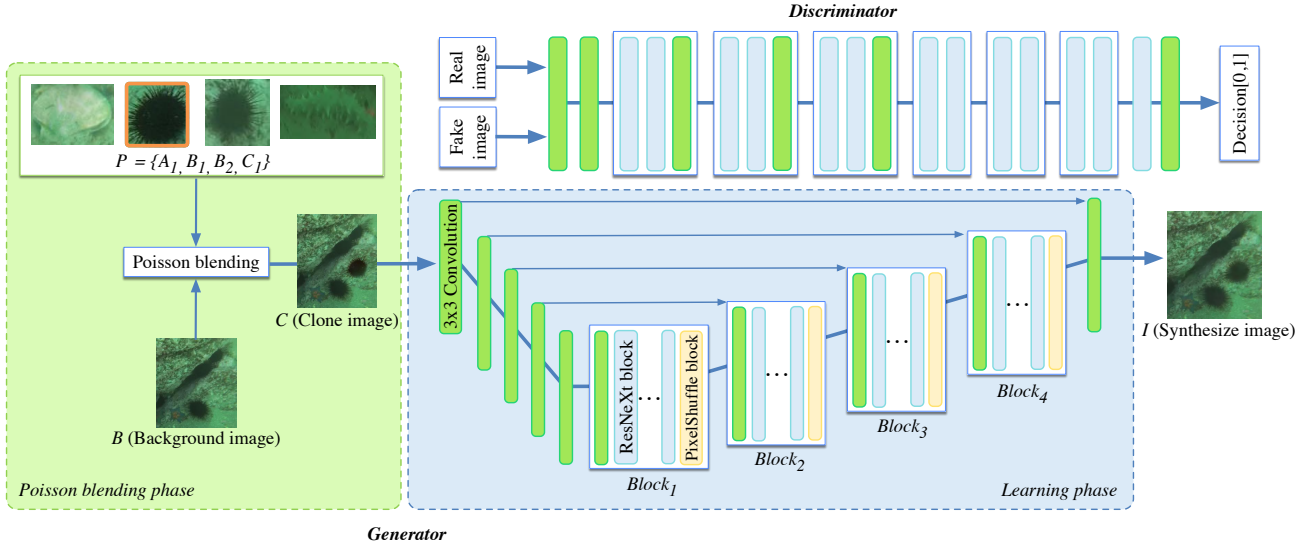 Discriminator
Real
image
Fake
image
Decision[0,1]
P = {A1, B1, B2, C1}
Poisson blending
C (Clone image)
B (Background image)
Poisson blending phase
3x3 Convolution
ResNeXt block
...
PixelShuffle block
Block1
...
Block2
...
Block3
...
Block4
Learning phase
I (Synthesize image)
Generator